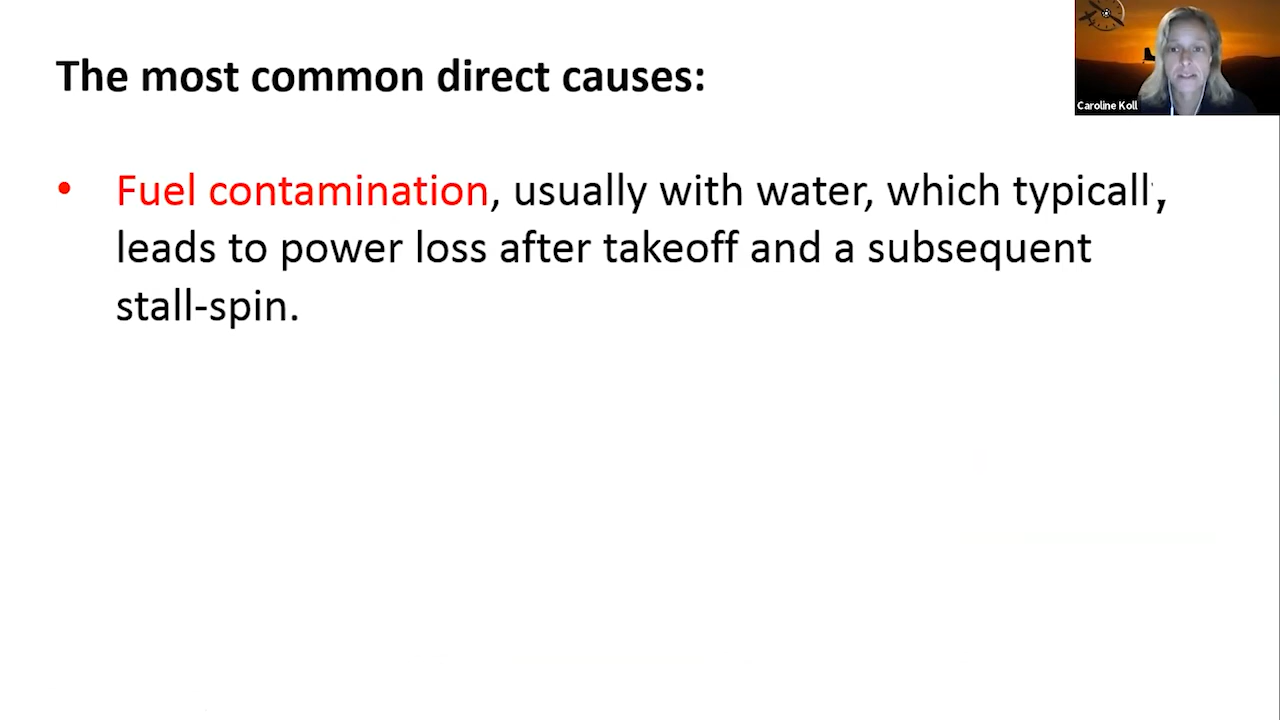 The most common direct causes:
Caroline Koll
• Fuel contamination, usually with water, which typically
leads to power loss after takeoff and a subsequent
stall-spin.